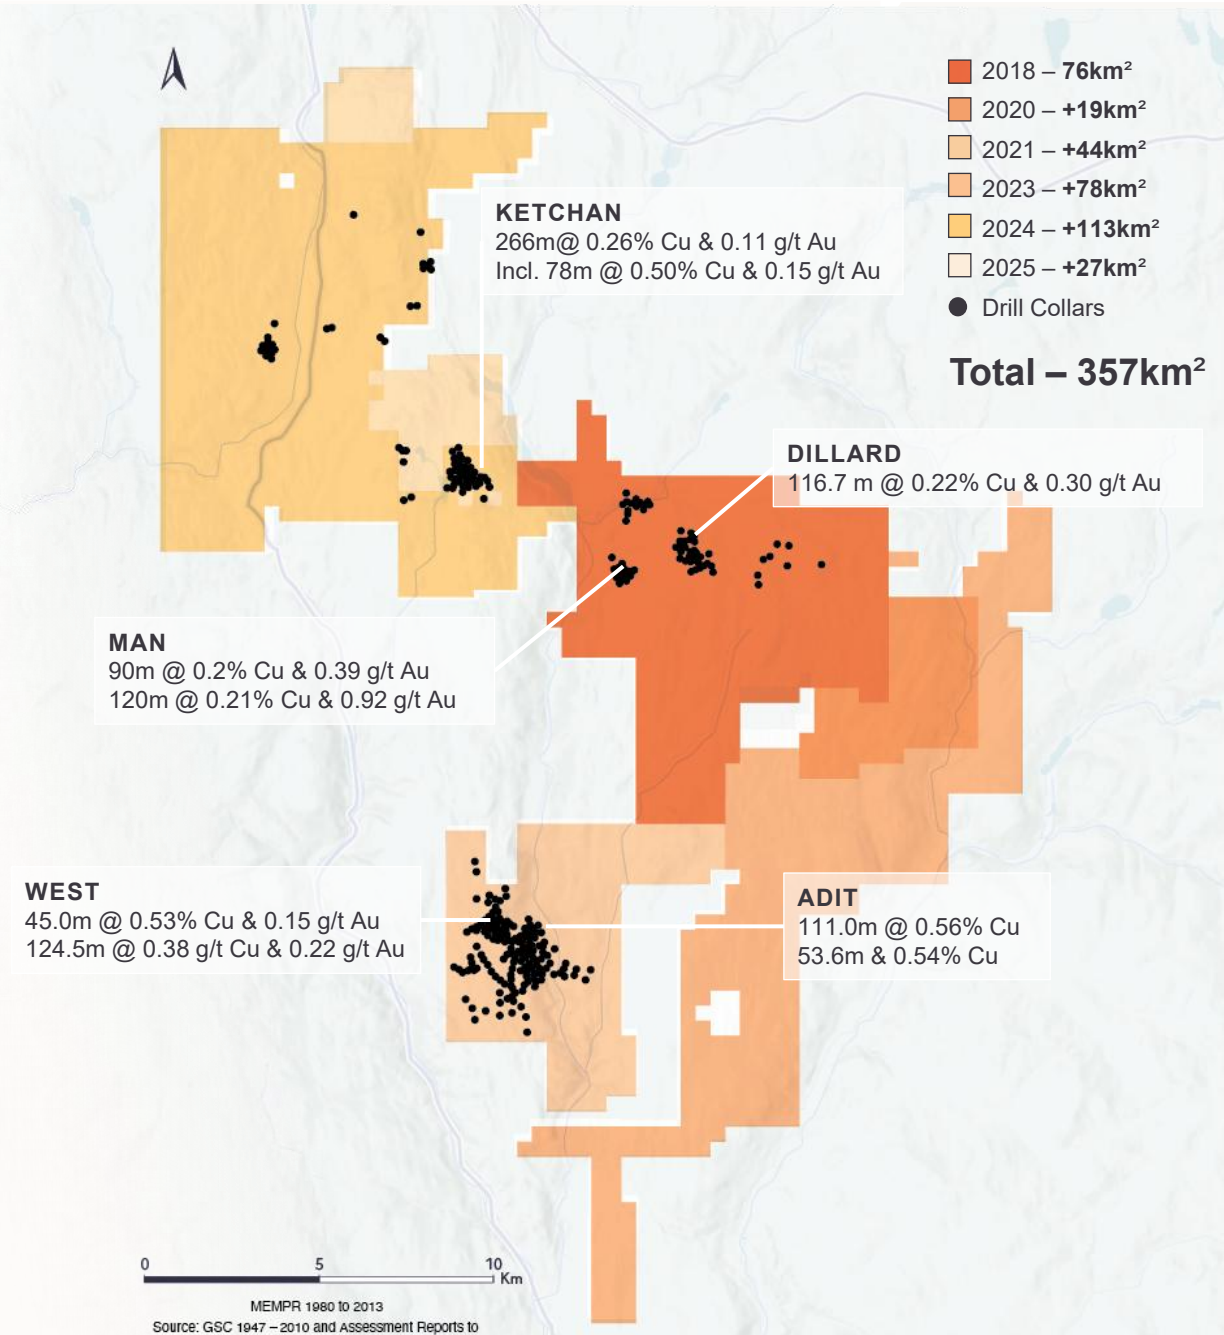 2018 – 76km²
2020 – +19km²
2021 – +44km²
2023 – +78km²
2024 – +113km²
2025 – +27km²
Drill Collars
Total – 357km²
KETCHAN
266m@ 0.26% Cu & 0.11 g/t Au
Incl. 78m @ 0.50% Cu & 0.15 g/t Au
DILLARD
116.7 m @ 0.22% Cu & 0.30 g/t Au
MAN
90m @ 0.2% Cu & 0.39 g/t Au
120m @ 0.21% Cu & 0.92 g/t Au
WEST
45.0m @ 0.53% Cu & 0.15 g/t Au
124.5m @ 0.38 g/t Cu & 0.22 g/t Au
ADIT
111.0m @ 0.56% Cu
53.6m & 0.54% Cu
0 5 10
Km
MEMPR 1980 to 2013
Source: GSC 1947 – 2010 and Assessment Reports to